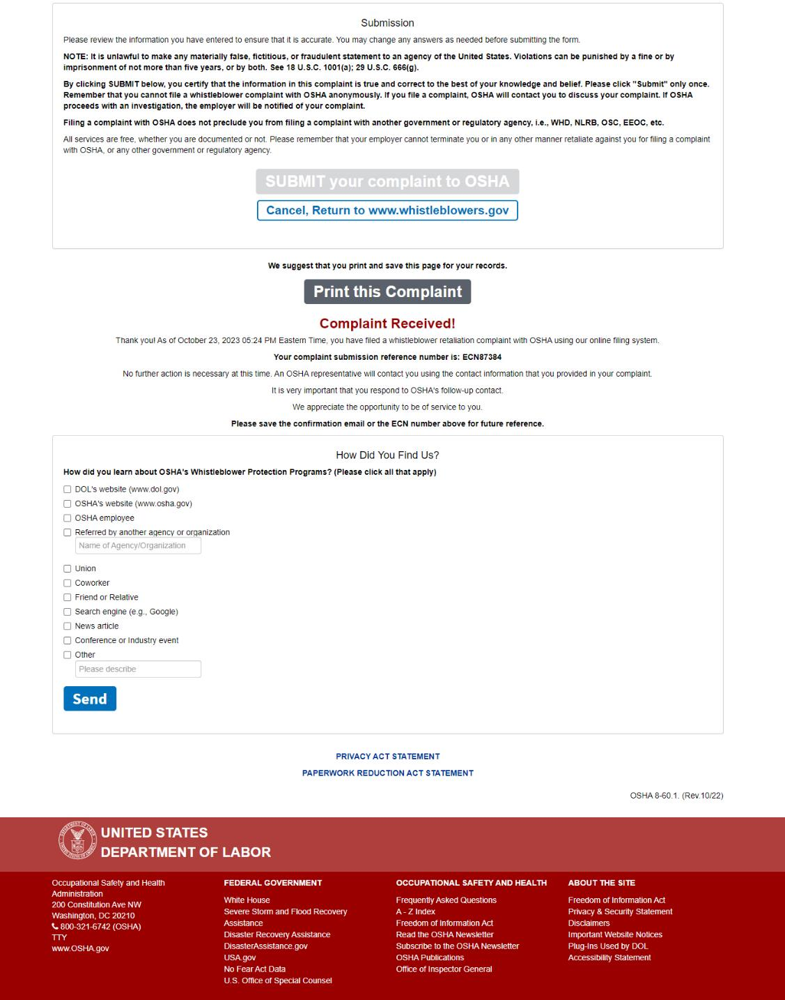 Submission
Please review the information you have entered to ensure that it is accurate. You may change any answers as needed before submitting the form.
NOTE: It is unlawful to make any materially false, fictitious, or fraudulent statement to an agency of the United States. Violations can be punished by a fine or by
imprisonment of not more than five years, or by both. See 18 U.S.C. 1001(a); 29 U.S.C. 666(g).
By clicking SUBMIT below, you certify that the information in this complaint is true and correct to the best of your knowledge and belief. Please click "Submit" only once.
Remember that you cannot file a whistleblower complaint with OSHA anonymously. If you file a complaint, OSHA will contact you to discuss your complaint. If OSHA
proceeds with an investigation, the employer will be notified of your complaint.
Filing a complaint with OSHA does not preclude you from filing a complaint with another government or regulatory agency, i.e., WHD, NLRB, OSC, EEOC, etc.
All services are free, whether you are documented or not. Please remember that your employer cannot terminate you or in any other manner retaliate against you for filing a complaint
with OSHA, or any other government or regulatory agency.
SUBMIT your complaint to OSHA
Cancel, Return to www.whistleblowers.gov
We suggest that you print and save this page for your records.
Print this Complaint
Complaint Received!
Thank you! As of October 23, 2023 05:24 PM Eastern Time, you have filed a whistleblower retaliation complaint with OSHA using our online filing system.
Your complaint submission reference number is: ECN87384
No further action is necessary at this time. An OSHA representative will contact you using the contact information that you provided in your complaint.
It is very important that you respond to OSHA's follow-up contact.
We appreciate the opportunity to be of service to you.
Please save the confirmation email or the ECN number above for future reference.
How Did You Find Us?
How did you learn about OSHA's Whistleblower Protection Programs? (Please click all that apply)
DOL's website (www.dol.gov)
OSHA's website (www.osha.gov)
OSHA employee
Referred by another agency or organization
Name of Agency/Organization
Union
Coworker
Friend or Relative
Search engine (e.g., Google)
News article
Conference or Industry event
Other
Please describe
Send
PRIVACY ACT STATEMENT
PAPERWORK REDUCTION ACT STATEMENT
OSHA 8-60.1. (Rev.10/22)
UNITED STATES
DEPARTMENT OF LABOR
Occupational Safety and Health
Administration
200 Constitution Ave NW
Washington, DC 20210
800-321-6742 (OSHA)
TTY
www.OSHA.gov
FEDERAL GOVERNMENT
White House
Severe Storm and Flood Recovery
Assistance
Disaster Recovery Assistance
DisasterAssistance.gov
USA.gov
No Fear Act Data
U.S. Office of Special Counsel
OCCUPATIONAL SAFETY AND HEALTH
Frequently Asked Questions
A - Z Index
Freedom of Information Act
Read the OSHA Newsletter
Subscribe to the OSHA Newsletter
OSHA Publications
Office of Inspector General
ABOUT THE SITE
Freedom of Information Act
Privacy & Security Statement
Disclaimers
Important Website Notices
Plug-Ins Used by DOL
Accessibility Statement